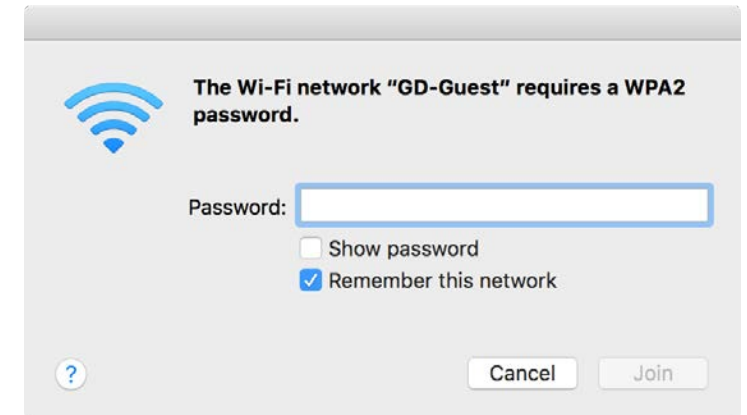 The Wi-Fi network “GD-Guest” requires a WPA2
password.
Password:
Show password
Remember this network
?
Cancel
Join